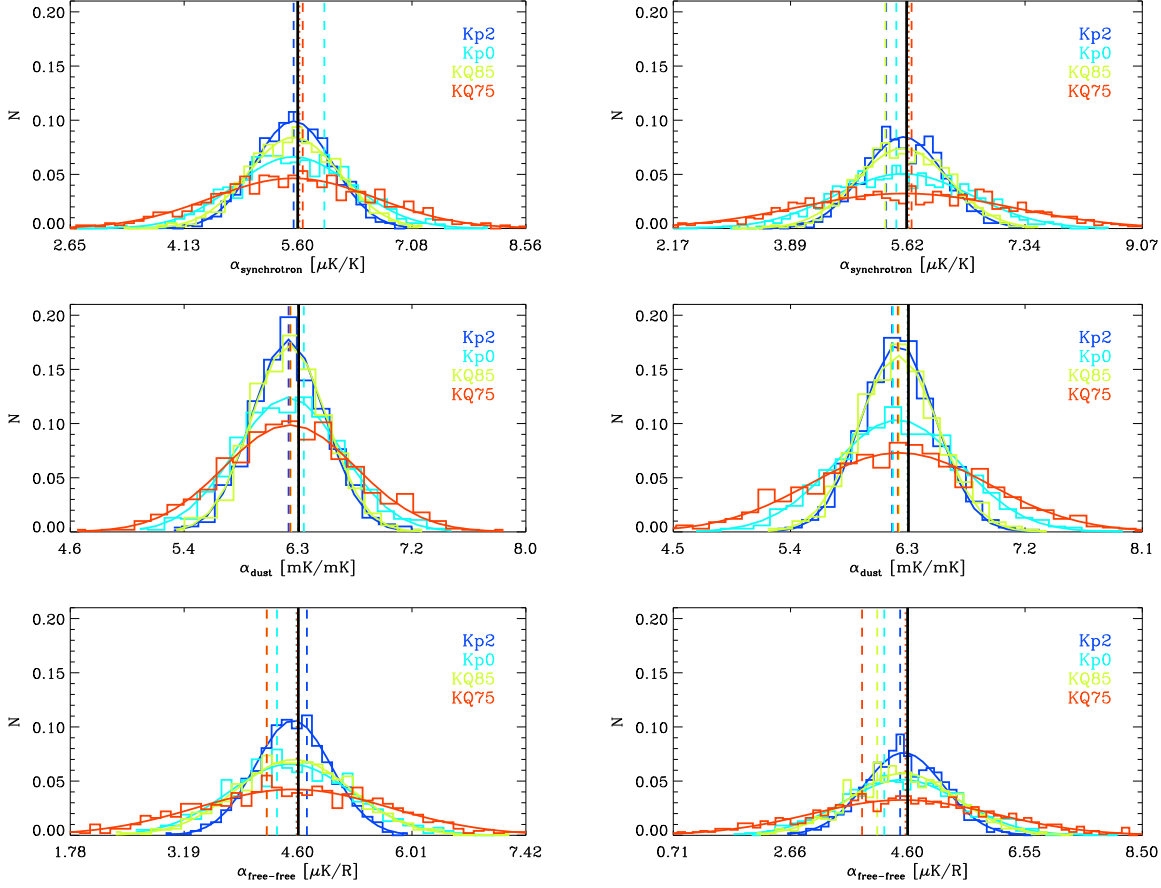 0.20
0.15
0.10
0.05
0.00
N
Kp2
Kp0
KQ85
KQ75
2.65 4.13 5.60 7.08 8.56
α_synchrotron [μK/K]
0.20
0.15
0.10
0.05
0.00
N
Kp2
Kp0
KQ85
KQ75
2.17 3.89 5.62 7.34 9.07
α_synchrotron [μK/K]
0.20
0.15
0.10
0.05
0.00
N
Kp2
Kp0
KQ85
KQ75
4.6 5.4 6.3 7.2 8.0
α_dust [mK/mK]
0.20
0.15
0.10
0.05
0.00
N
Kp2
Kp0
KQ85
KQ75
4.5 5.4 6.3 7.2 8.1
α_dust [mK/mK]
0.20
0.15
0.10
0.05
0.00
N
Kp2
Kp0
KQ85
KQ75
1.78 3.19 4.60 6.01 7.42
α_free-free [μK/R]
0.20
0.15
0.10
0.05
0.00
N
Kp2
Kp0
KQ85
KQ75
0.71 2.66 4.60 6.55 8.50
α_free-free [μK/R]